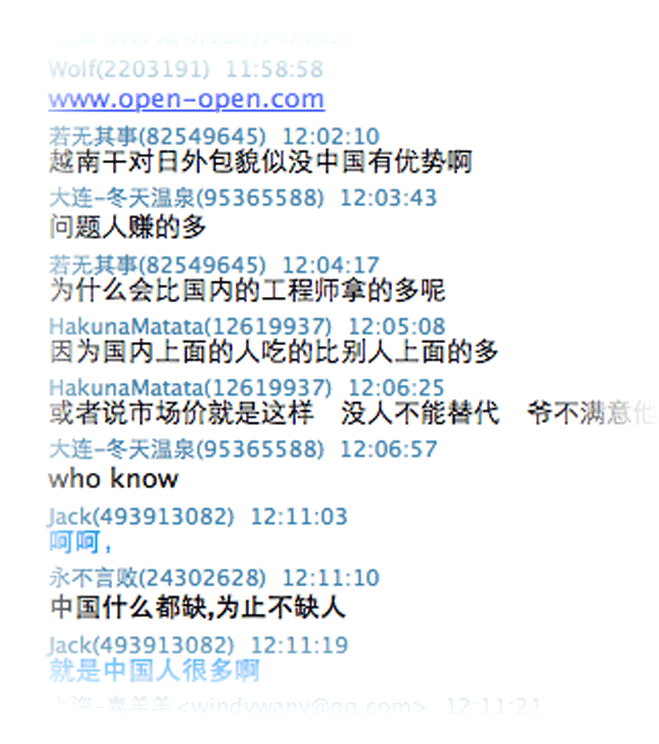 Wolf(2203191) 11:58:58
www.open-open.com
若无其事(82549645) 12:02:10
越南干对日外包貌似没中国有优势啊
大连-冬天温泉(95365588) 12:03:43
问题人赚的多
若无其事(82549645) 12:04:17
为什么会比国内的工程师拿的多呢
HakunaMatata(12619937) 12:05:08
因为国内上面的人吃的比别人上面的多
HakunaMatata(12619937) 12:06:25
或者说市场价就是这样 没人不能替代 爷不满意他
大连-冬天温泉(95365588) 12:06:57
who know
Jack(493913082) 12:11:03
呵呵，
永不言败(24302628) 12:11:10
中国什么都缺,为止不缺人
Jack(493913082) 12:11:19
就是中国人很多啊
上海-喜羊羊<windywany@qq.com> 12:11:21